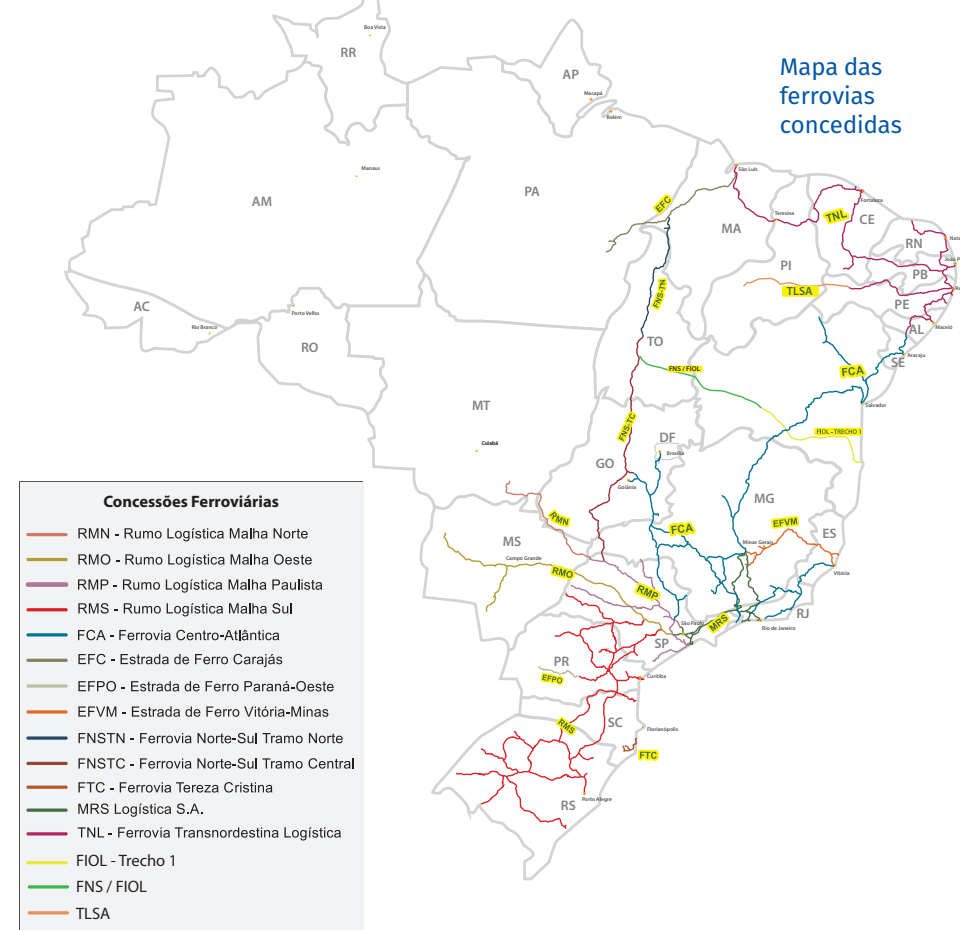 Mapa das
ferrovias
concedidas
Boa Vista
RR
AP
Macapá
Belém
Manaus
AM
PA
São Luís
EFC
Teresina
Fortaleza
TNL
CE
MA
RN
Nata
João P
PB
PI
TLSA
FNS-TN
PE
AC
Porto Velho
Rio Branco
RO
TO
AL
Maceió
SE
Aracaju
FNS / FIOL
FCA
MT
Salvador
Cuiabá
FNS-TC
FIOL - TRECHO 1
DF
Brasília
GO
Goiânia
MG
RMN
FCA
EFVM
ES
MS
Minas Gerais
Campo Grande
RMO
Vitória
RMP
RJ
MRS
São Paulo
Rio de Janeiro
SP
PR
EFPO
Curitiba
SC
RMS
Florianópolis
FTC
Porto Alegre
RS
Concessões Ferroviárias
RMN - Rumo Logística Malha Norte
RMO - Rumo Logística Malha Oeste
RMP - Rumo Logística Malha Paulista
RMS - Rumo Logística Malha Sul
FCA - Ferrovia Centro-Atlântica
EFC - Estrada de Ferro Carajás
EFPO - Estrada de Ferro Paraná-Oeste
EFVM - Estrada de Ferro Vitória-Minas
FNSTN - Ferrovia Norte-Sul Tramo Norte
FNSTC - Ferrovia Norte-Sul Tramo Central
FTC - Ferrovia Tereza Cristina
MRS Logística S.A.
TNL - Ferrovia Transnordestina Logística
FIOL - Trecho 1
FNS / FIOL
TLSA